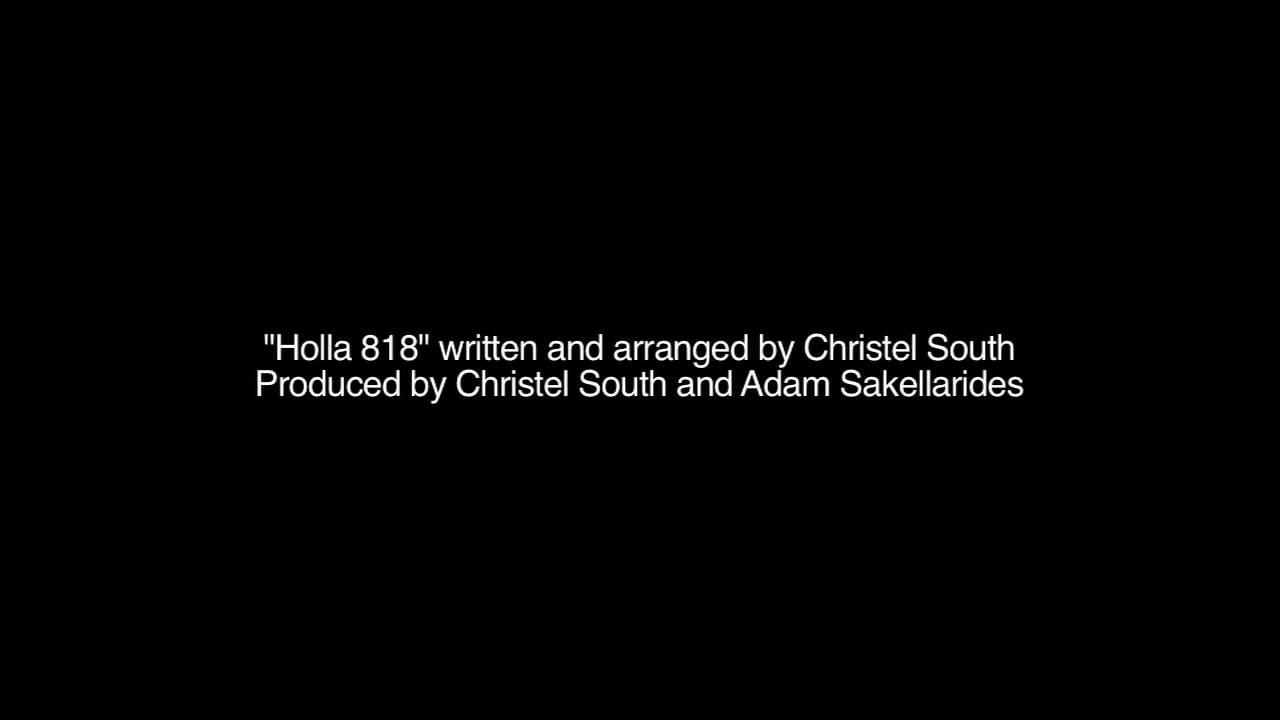 "Holla 818" written and arranged by Christel South
Produced by Christel South and Adam Sakellarides